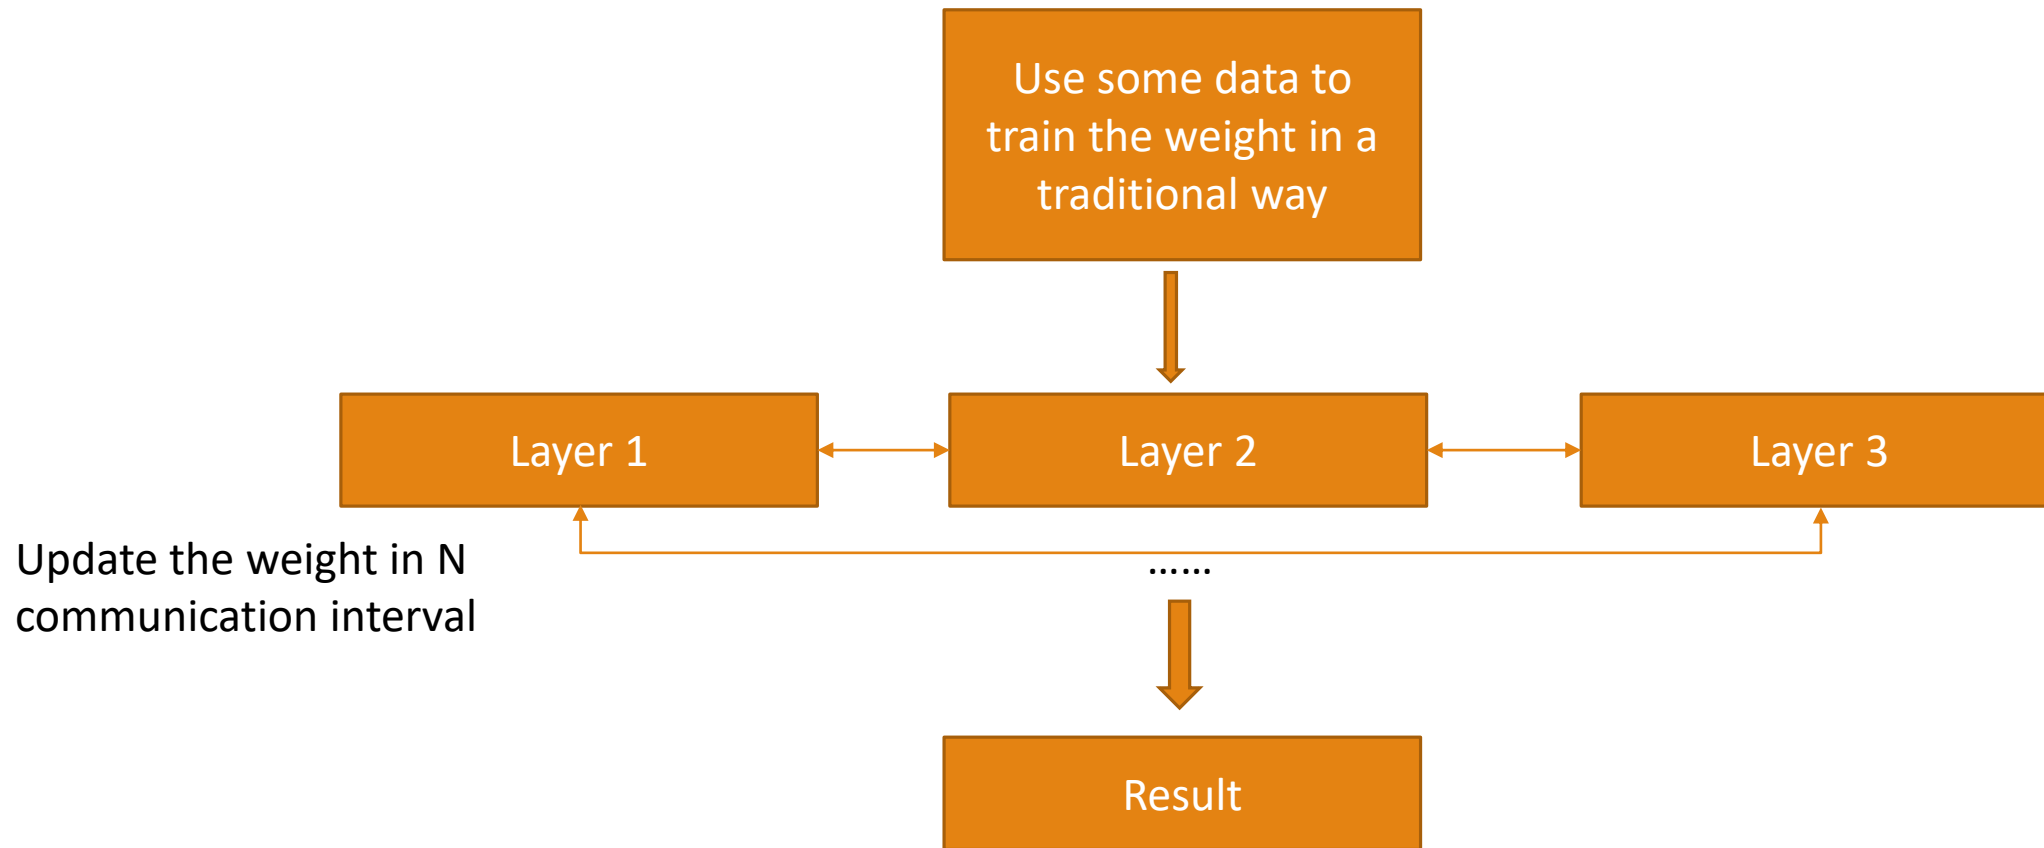 Use some data to
train the weight in a
traditional way
Layer 1
Layer 2
Layer 3
Update the weight in N
communication interval
……
Result